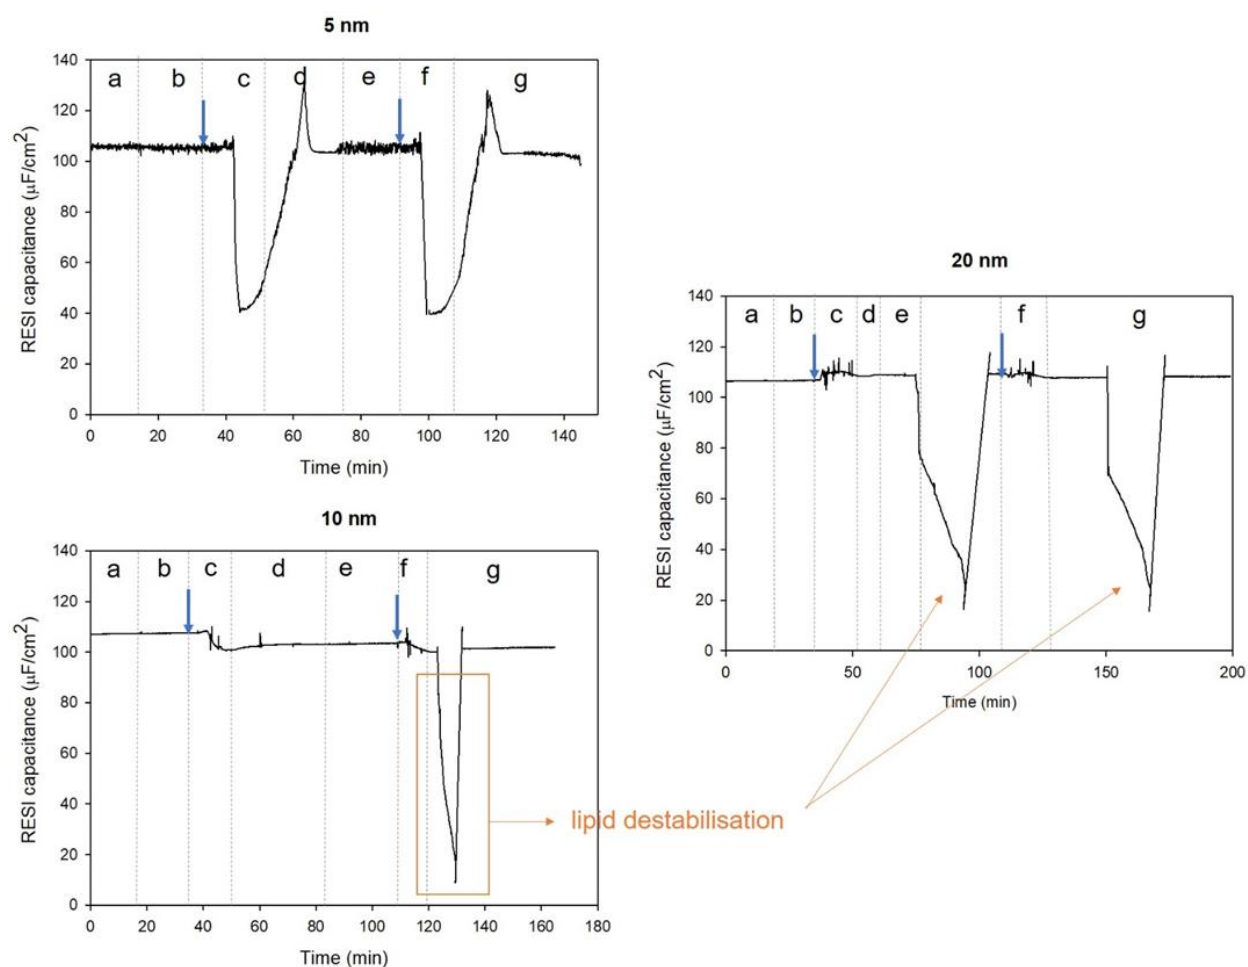 5 nm
RESI capacitance (µF/cm²)
140
120
100
80
60
40
20
0
a b c d e f g
0 20 40 60 80 100 120 140
Time (min)
10 nm
RESI capacitance (µF/cm²)
140
120
100
80
60
40
20
0
a b c d e f g
0 20 40 60 80 100 120 140 160 180
Time (min)
20 nm
RESI capacitance (µF/cm²)
140
120
100
80
60
40
20
0
a b c d e f g
0 50 100 150 200
Time (min)
lipid destabilisation